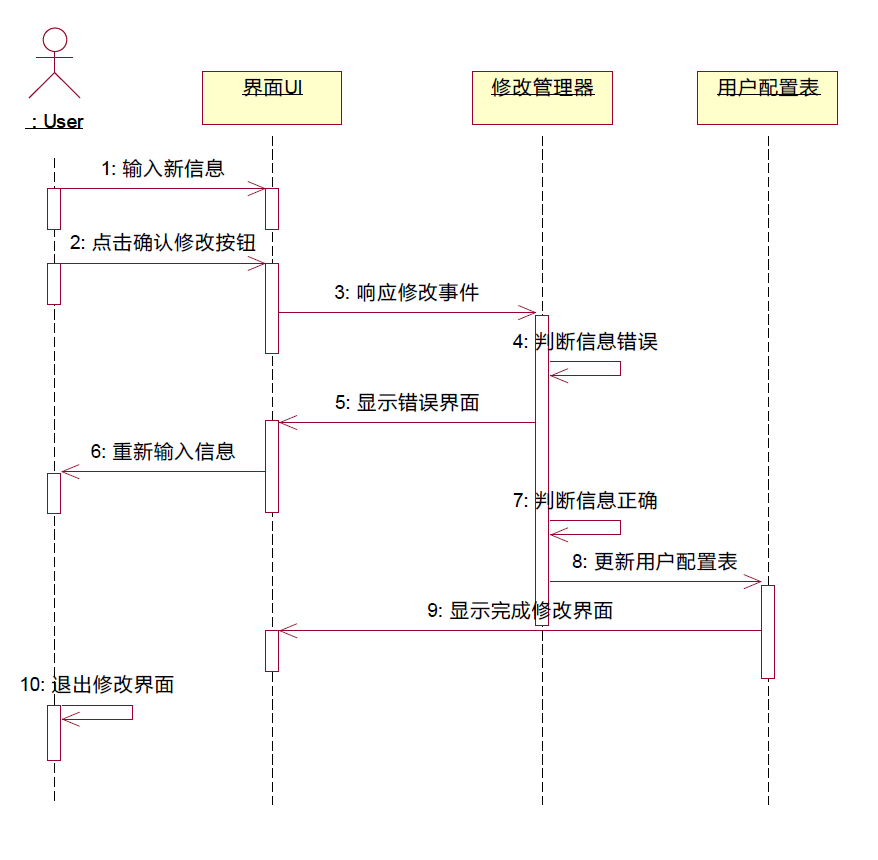 : User
界面UI
修改管理器
用户配置表
1: 输入新信息
2: 点击确认修改按钮
3: 响应修改事件
4: 判断信息错误
5: 显示错误界面
6: 重新输入信息
7: 判断信息正确
8: 更新用户配置表
9: 显示完成修改界面
10: 退出修改界面